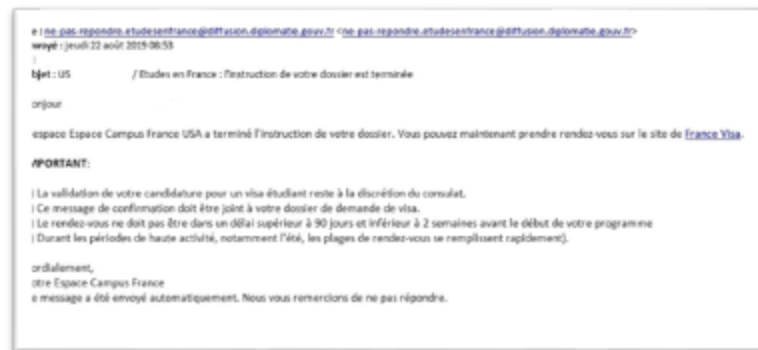 e : ne-pas-repondre.etudesenfrance@diffusion.diplomatie.gouv.fr <ne-pas-repondre.etudesenfrance@diffusion.diplomatie.gouv.fr>
nvoyé : jeudi 22 août 2019 08:53
:
bjet : US / Etudes en France : l'instruction de votre dossier est terminée
onjour
espace Espace Campus France USA a terminé l'instruction de votre dossier. Vous pouvez maintenant prendre rendez-vous sur le site de France Visa.
MPORTANT:
) La validation de votre candidature pour un visa étudiant reste à la discrétion du consulat.
) Ce message de confirmation doit être joint à votre dossier de demande de visa.
) Le rendez-vous ne doit pas être dans un délai supérieur à 90 jours et inférieur à 2 semaines avant le début de votre programme
) Durant les périodes de haute activité, notamment l'été, les plages de rendez-vous se remplissent rapidement).
ordialement,
otre Espace Campus France
e message a été envoyé automatiquement. Nous vous remercions de ne pas répondre.